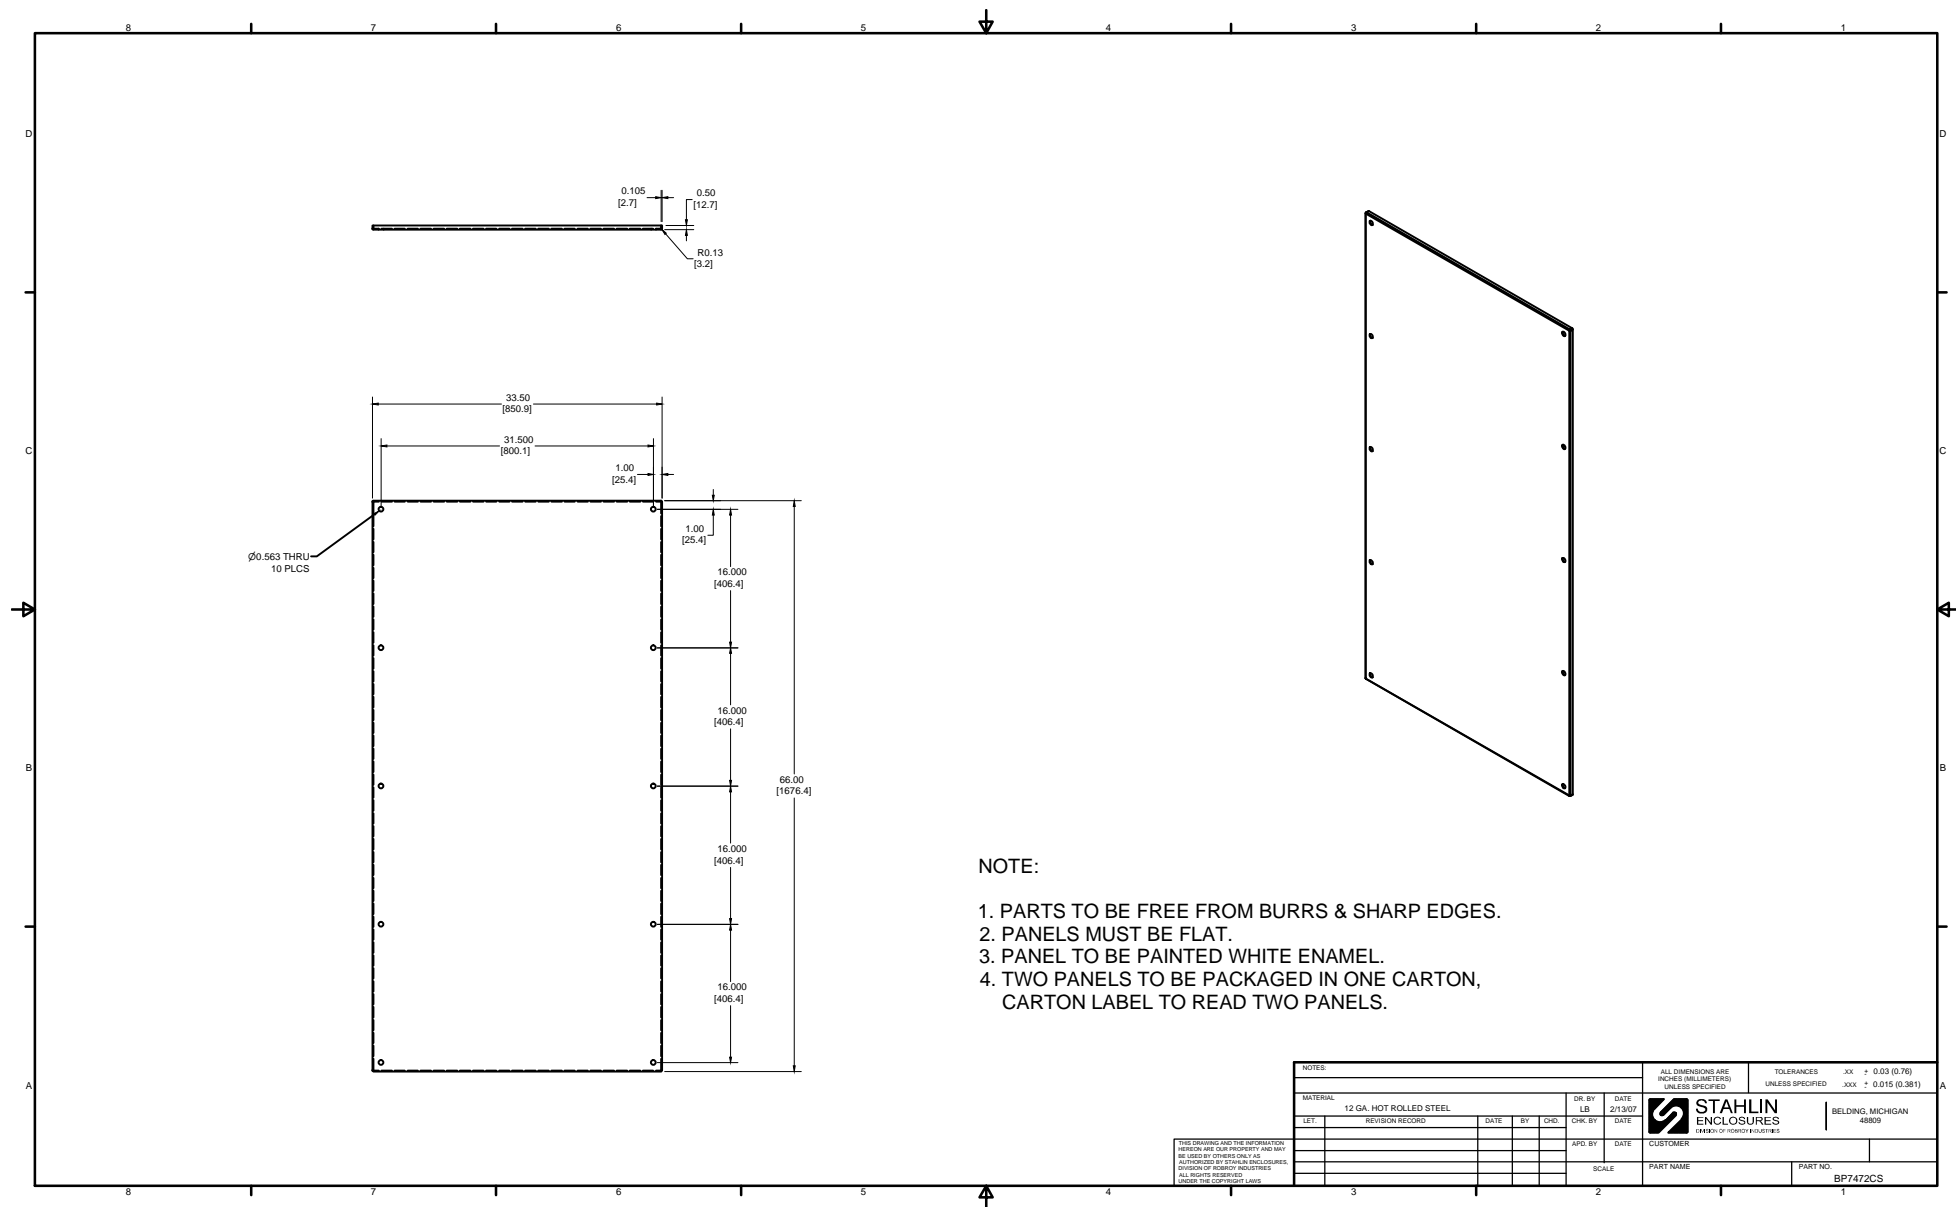 8 7 6 5 4 3 2 1
D D
0.105
[2.7]
0.50
[12.7]
R0.13
[3.2]
33.50
[850.9]
31.500
[800.1]
C C
1.00
[25.4]
1.00
[25.4]
Ø0.563 THRU
10 PLCS
16.000
[406.4]
16.000
[406.4]
B B
66.00
[1676.4]
16.000
[406.4]
16.000
[406.4]
NOTE:
1. PARTS TO BE FREE FROM BURRS & SHARP EDGES.
2. PANELS MUST BE FLAT.
3. PANEL TO BE PAINTED WHITE ENAMEL.
4. TWO PANELS TO BE PACKAGED IN ONE CARTON,
CARTON LABEL TO READ TWO PANELS.
A A
NOTES:
ALL DIMENSIONS ARE
INCHES (MILLIMETERS)
UNLESS SPECIFIED
TOLERANCES .XX ± 0.03 (0.76)
UNLESS SPECIFIED .XXX ± 0.015 (0.381)
MATERIAL
12 GA. HOT ROLLED STEEL
DR. BY DATE
LB 2/13/07
LET. REVISION RECORD DATE BY CHD. CHK. BY DATE
APD. BY DATE
SCALE
STAHLIN
ENCLOSURES
DIVISION OF ROBROY INDUSTRIES
BELDING, MICHIGAN
48809
CUSTOMER
PART NAME
PART NO.
BP7472CS
THIS DRAWING AND THE INFORMATION
HEREON ARE OUR PROPERTY AND MAY
BE USED BY OTHERS ONLY AS
AUTHORIZED BY STAHLIN ENCLOSURES,
DIVISION OF ROBROY INDUSTRIES
ALL RIGHTS RESERVED
UNDER THE COPYRIGHT LAWS
8 7 6 5 4 3 2 1